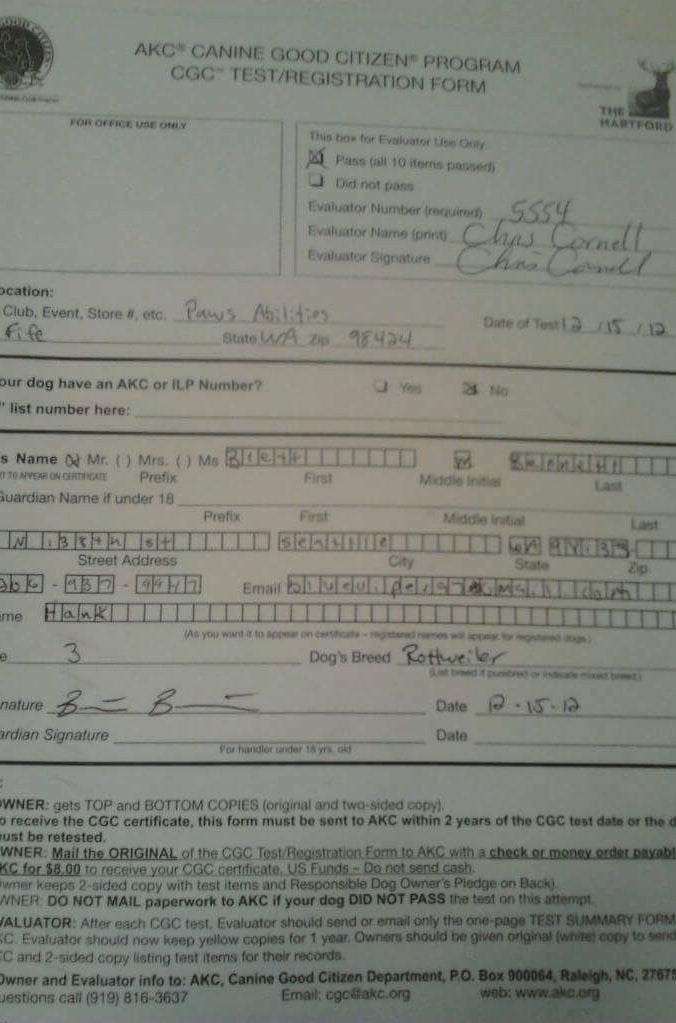 AKC® CANINE GOOD CITIZEN® PROGRAM
CGC™ TEST/REGISTRATION FORM
THE
HARTFORD
FOR OFFICE USE ONLY
This box for Evaluator Use Only
Pass (all 10 items passed)
Did not pass
Evaluator Number (required) 5554
Evaluator Name (print) Chris Cornell
Evaluator Signature Chris Cornell
ocation:
Club, Event, Store #, etc. Paws Abilities
Date of Test 12/15/12
Fife State WA Zip 98424
our dog have an AKC or ILP Number? Yes No
" list number here:
s Name Mr. ( ) Mrs. ( ) Ms Brett
T TO APPEAR ON CERTIFICATE Prefix First Middle Initial Last
Guardian Name if under 18
Prefix First Middle Initial Last
N 138th st seattle WA
Street Address City State Zip
Email
me Hank
(As you want it to appear on certificate – registered names will appear for registered dogs.)
e 3 Dog's Breed Rottweiler
(List breed if purebred or indicate mixed breed.)
nature Date 12-15-12
ardian Signature Date
For handler under 18 yrs. old
:
OWNER: gets TOP and BOTTOM COPIES (original and two-sided copy).
o receive the CGC certificate, this form must be sent to AKC within 2 years of the CGC test date or the d
ust be retested.
WNER: Mail the ORIGINAL of the CGC Test/Registration Form to AKC with a check or money order payabl
KC for $8.00 to receive your CGC certificate, US Funds – Do not send cash.
wner keeps 2-sided copy with test items and Responsible Dog Owner's Pledge on Back).
WNER: DO NOT MAIL paperwork to AKC if your dog DID NOT PASS the test on this attempt.
VALUATOR: After each CGC test, Evaluator should send or email only the one-page TEST SUMMARY FORM
KC. Evaluator should now keep yellow copies for 1 year. Owners should be given original (white) copy to send
KC and 2-sided copy listing test items for their records.
Owner and Evaluator info to: AKC, Canine Good Citizen Department, P.O. Box 900064, Raleigh, NC, 27675
uestions call (919) 816-3637 Email: cgc@akc.org web: www.akc.org